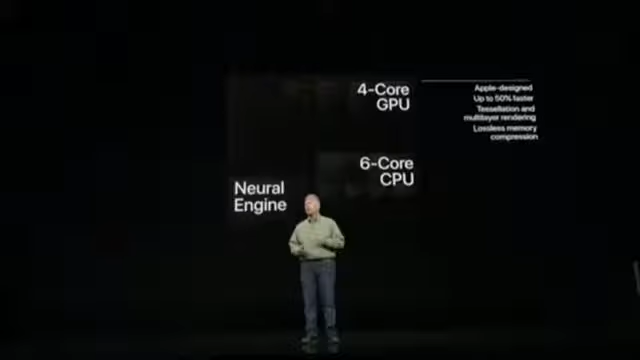 4-Core
GPU
Apple-designed
Up to 50% faster
Tessellation and
multilayer rendering
Lossless memory
compression
6-Core
CPU
Neural
Engine